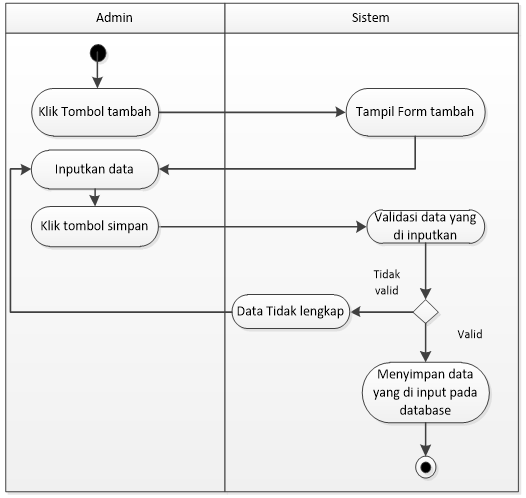 Admin
Sistem
Klik Tombol tambah
Tampil Form tambah
Inputkan data
Klik tombol simpan
Validasi data yang
di inputkan
Tidak
valid
Data Tidak lengkap
Valid
Menyimpan data
yang di input pada
database